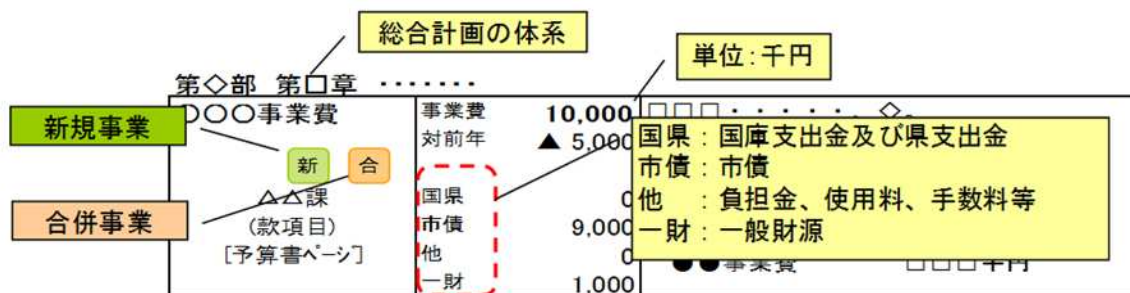 総合計画の体系
単位：千円
第◇部 第□章 ・・・・・・・
新規事業
○○○事業費
事業費 10,000
□□□・・・・・、◇。
対前年 ▲ 5,000
国県：国庫支出金及び県支出金
市債：市債
他　：負担金、使用料、手数料等
一財：一般財源
新 合
合併事業
△△課
(款項目)
[予算書ページ]
国県 0
市債 9,000
他 0
一財 1,000
●●事業費 □□□千円